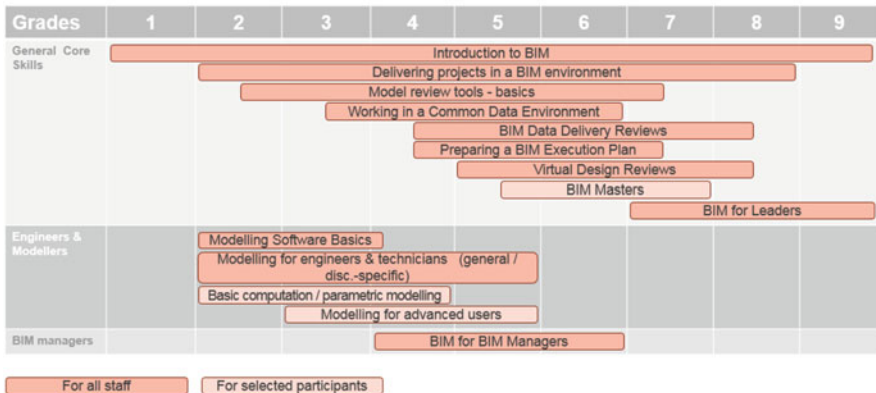 Grades 1 2 3 4 5 6 7 8 9
General Core
Skills
Introduction to BIM
Delivering projects in a BIM environment
Model review tools - basics
Working in a Common Data Environment
BIM Data Delivery Reviews
Preparing a BIM Execution Plan
Virtual Design Reviews
BIM Masters
BIM for Leaders
Engineers &
Modellers
Modelling Software Basics
Modelling for engineers & technicians (general /
disc.-specific)
Basic computation / parametric modelling
Modelling for advanced users
BIM managers
BIM for BIM Managers
For all staff
For selected participants